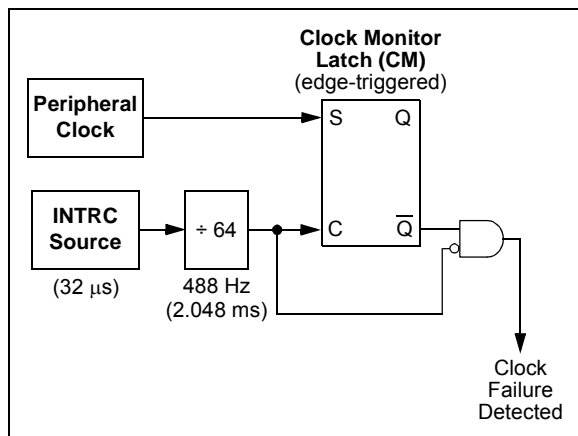 Clock Monitor
Latch (CM)
(edge-triggered)
Peripheral
Clock
S
Q
INTRC
Source
(32 μs)
÷ 64
488 Hz
(2.048 ms)
C
Q̅
Clock
Failure
Detected